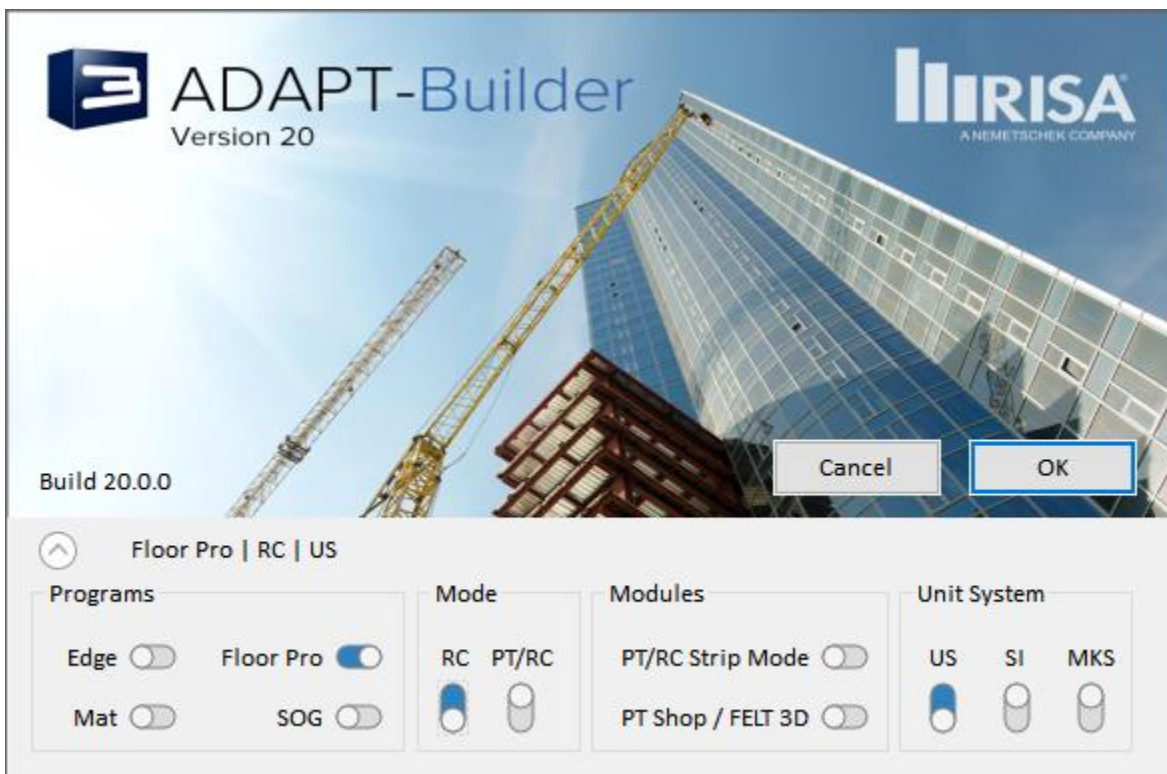 ADAPT-Builder
Version 20
RISA
A NEMETSCHEK COMPANY
Build 20.0.0
Cancel
OK
Floor Pro | RC | US
Programs
Mode
Modules
Unit System
Edge
Floor Pro
RC
PT/RC
PT/RC Strip Mode
US
SI
MKS
Mat
SOG
PT Shop / FELT 3D